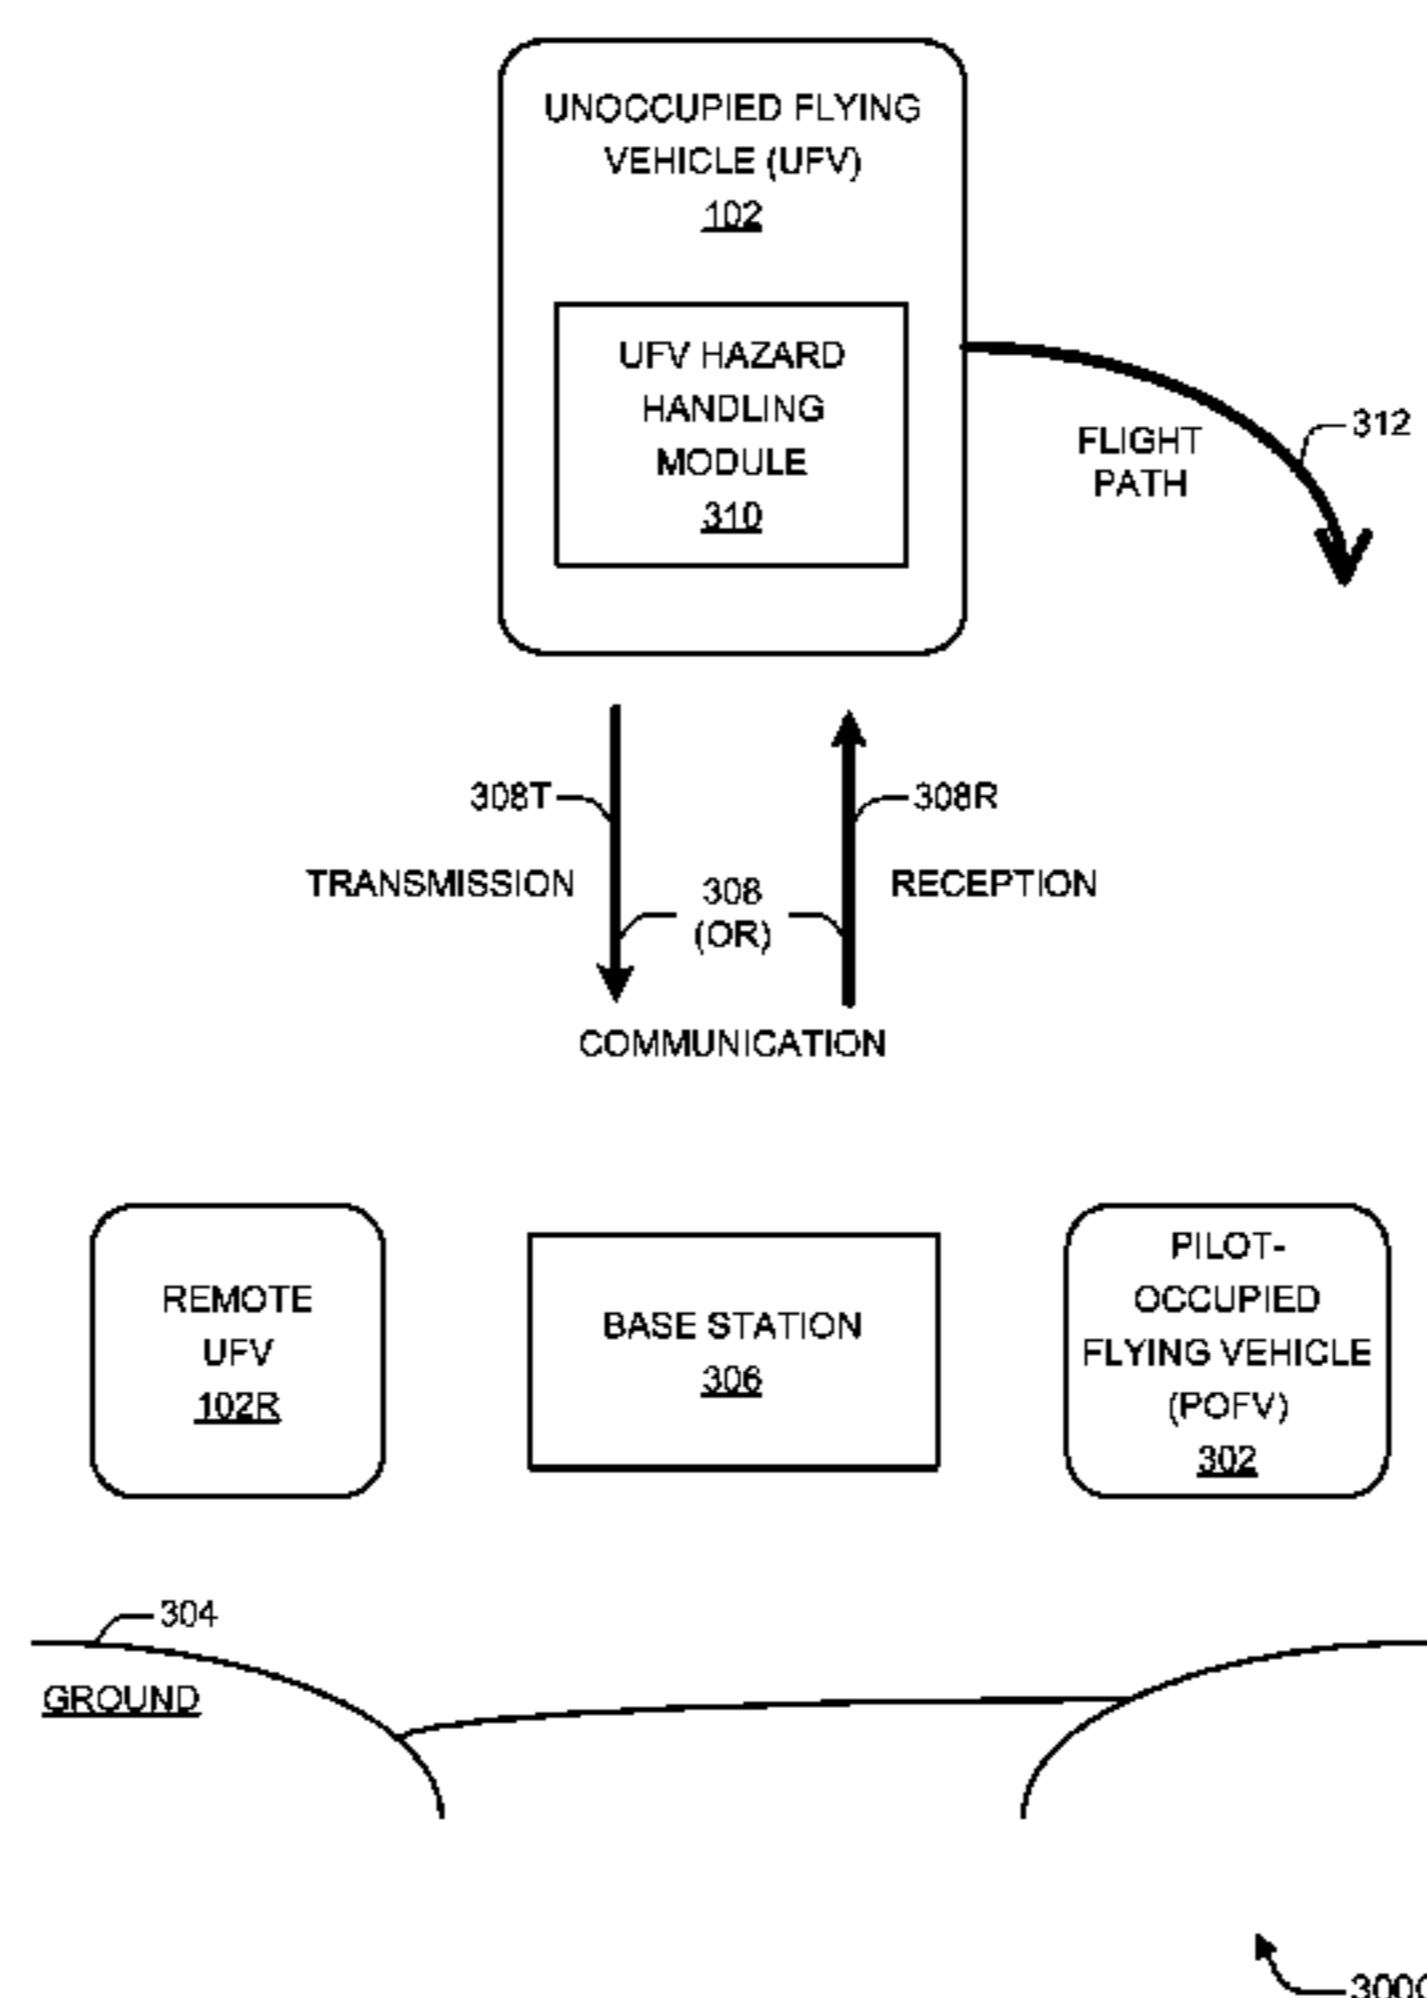 UNOCCUPIED FLYING
VEHICLE (UFV)
102
UFV HAZARD
HANDLING
MODULE
310
312
FLIGHT
PATH
308T
308R
TRANSMISSION
308
(OR)
RECEPTION
COMMUNICATION
REMOTE
UFV
102R
BASE STATION
306
PILOT-
OCCUPIED
FLYING VEHICLE
(POFV)
302
304
GROUND